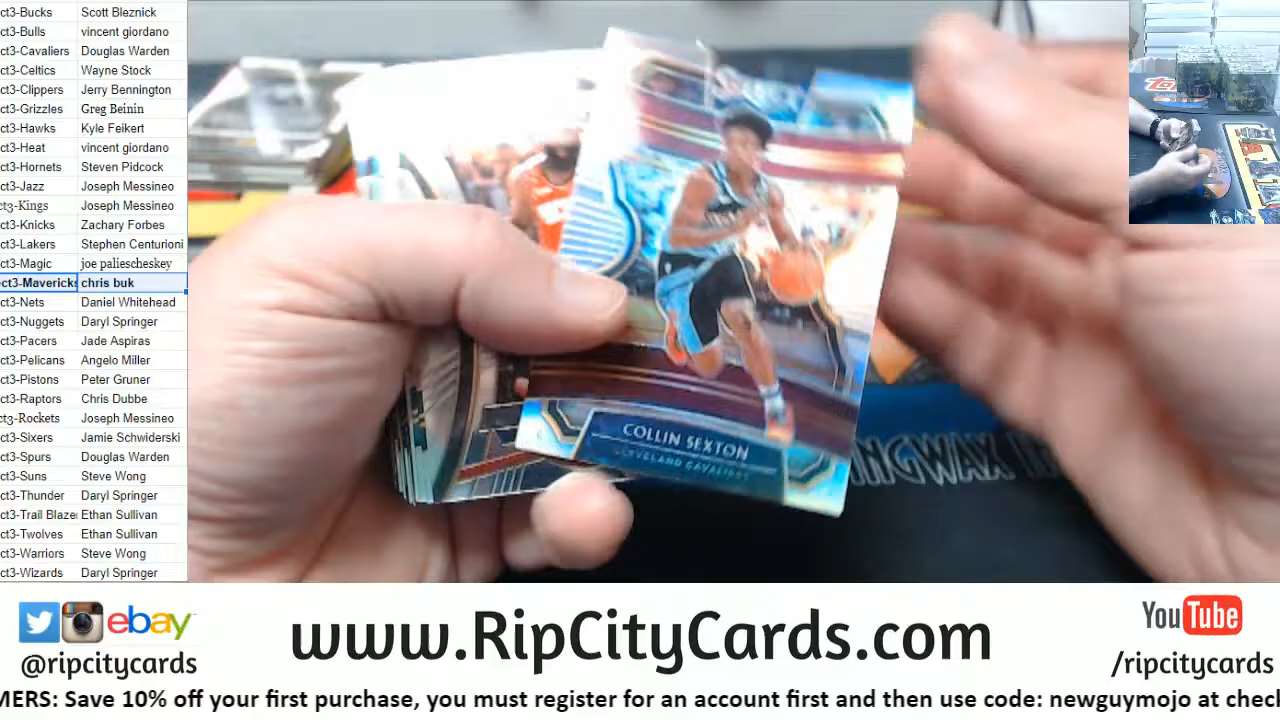 ct3-Bucks Scott Bleznick
ct3-Bulls vincent giordano
ct3-Cavaliers Douglas Warden
ct3-Celtics Wayne Stock
ct3-Clippers Jerry Bennington
ct3-Grizzles Greg Beinin
ct3-Hawks Kyle Feikert
ct3-Heat vincent giordano
ct3-Hornets Steven Pidcock
ct3-Jazz Joseph Messineo
ct3-Kings Joseph Messineo
ct3-Knicks Zachary Forbes
ct3-Lakers Stephen Centurioni
ct3-Magic joe paliescheskey
ct3-Mavericks chris buk
ct3-Nets Daniel Whitehead
ct3-Nuggets Daryl Springer
ct3-Pacers Jade Aspiras
ct3-Pelicans Angelo Miller
ct3-Pistons Peter Gruner
ct3-Raptors Chris Dubbe
ct3-Rockets Joseph Messineo
ct3-Sixers Jamie Schwiderski
ct3-Spurs Douglas Warden
ct3-Suns Steve Wong
ct3-Thunder Daryl Springer
ct3-Trail Blaze Ethan Sullivan
ct3-Twolves Ethan Sullivan
ct3-Warriors Steve Wong
ct3-Wizards Daryl Springer
COLLIN SEXTON
CLEVELAND CAVALIERS
INGWAX
ebay
@ripcitycards
www.RipCityCards.com
YouTube
/ripcitycards
MERS: Save 10% off your first purchase, you must register for an account first and then use code: newguymojo at chec